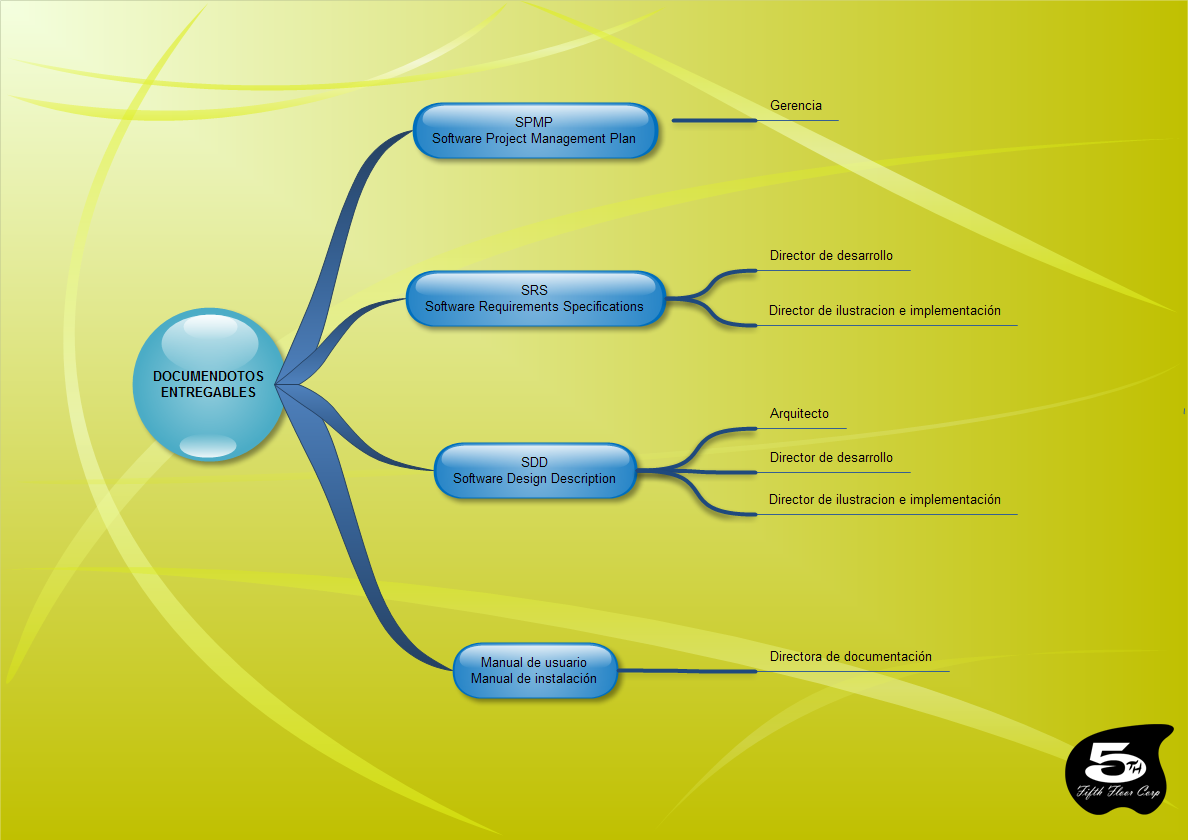 DOCUMENDOTOS
ENTREGABLES
SPMP
Software Project Management Plan
Gerencia
SRS
Software Requirements Specifications
Director de desarrollo
Director de ilustracion e implementación
SDD
Software Design Description
Arquitecto
Director de desarrollo
Director de ilustracion e implementación
Manual de usuario
Manual de instalación
Directora de documentación
5TH
Fifth Floor Corp